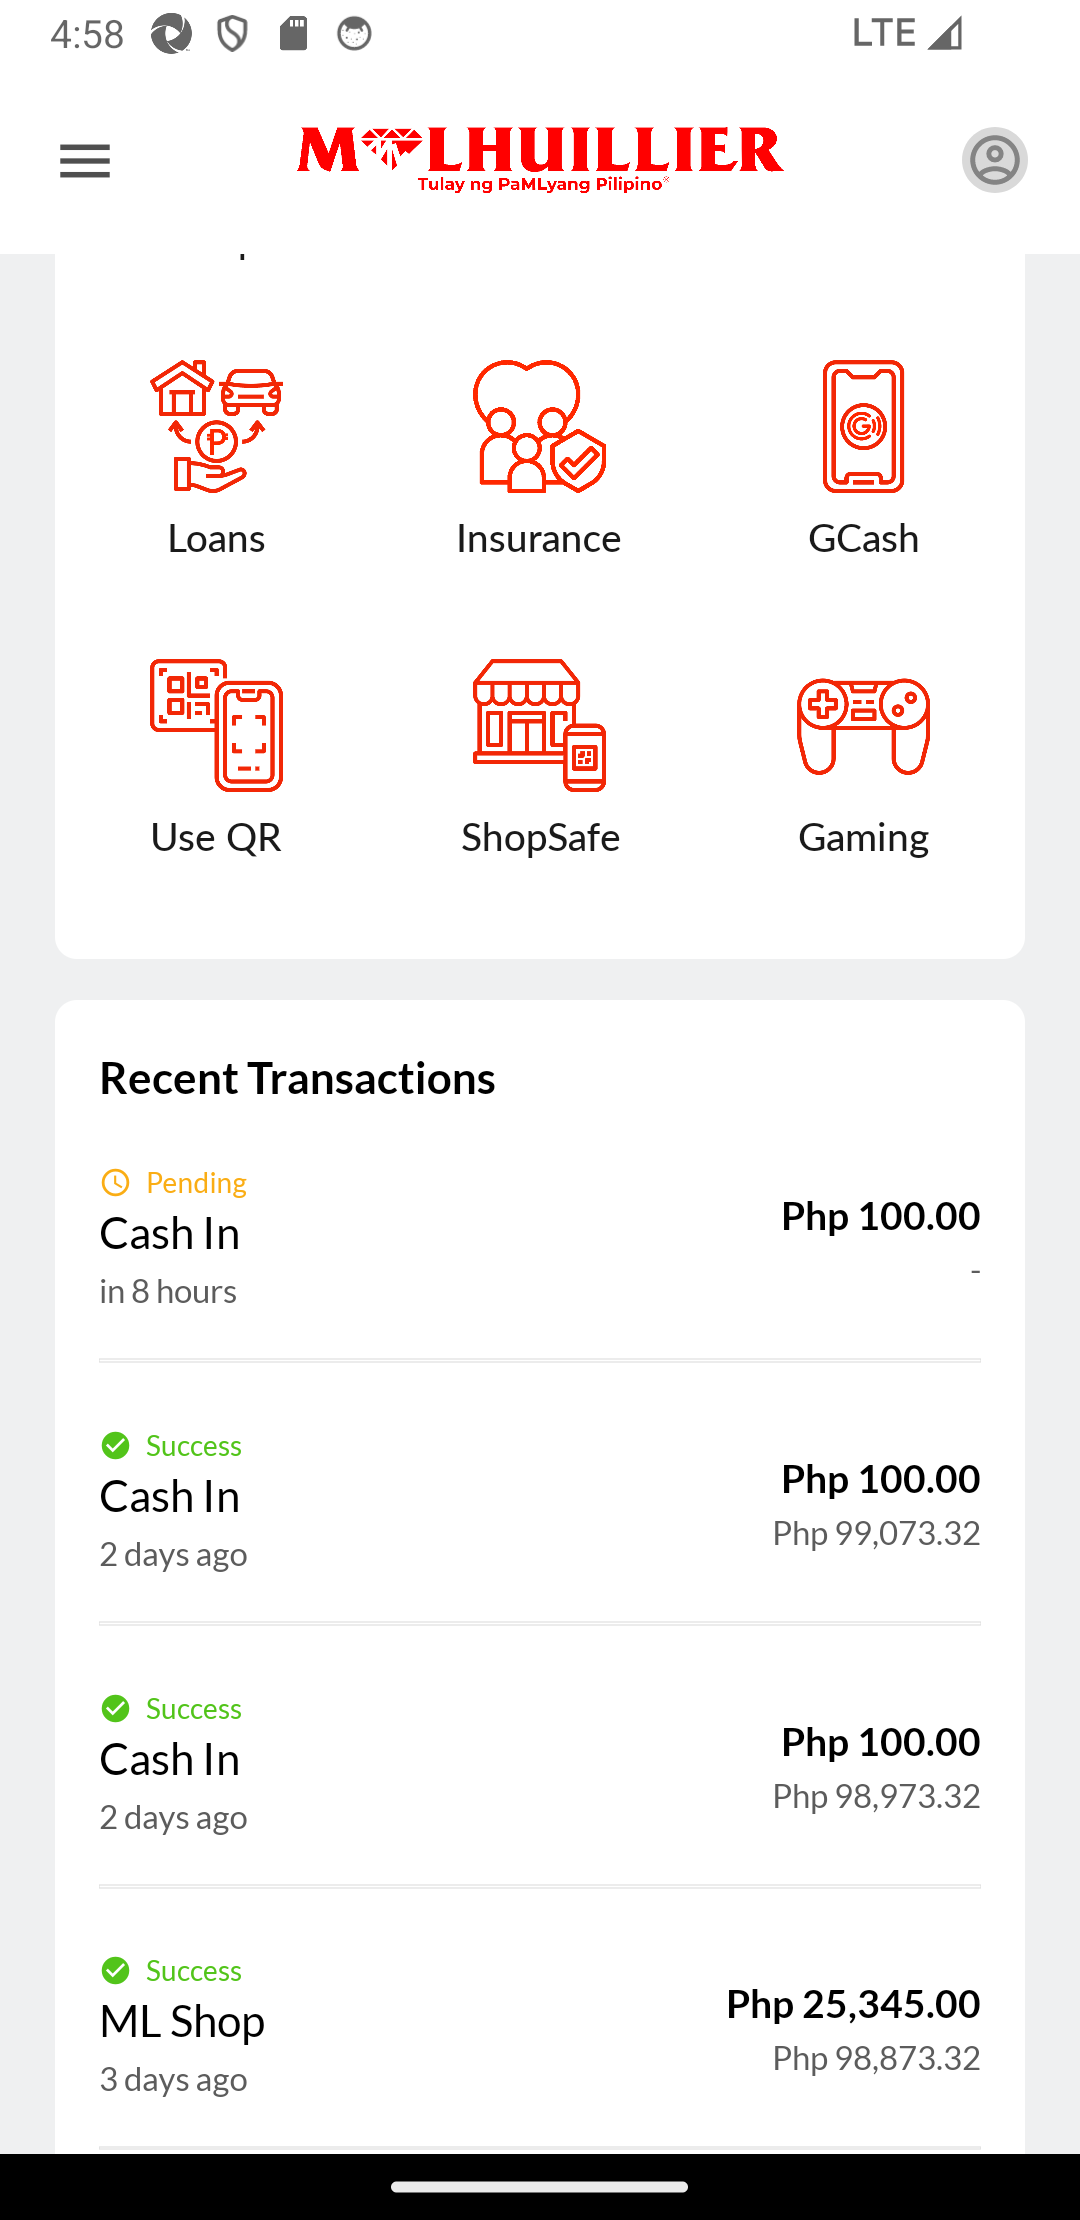 4:58
LTE
M LHUILLIER
Tulay ng PaMLyang Pilipino
Loans
Insurance
GCash
Use QR
ShopSafe
Gaming
Recent Transactions
Pending
Cash In
Php 100.00
in 8 hours
-
Success
Cash In
Php 100.00
2 days ago
Php 99,073.32
Success
Cash In
Php 100.00
2 days ago
Php 98,973.32
Success
ML Shop
Php 25,345.00
3 days ago
Php 98,873.32